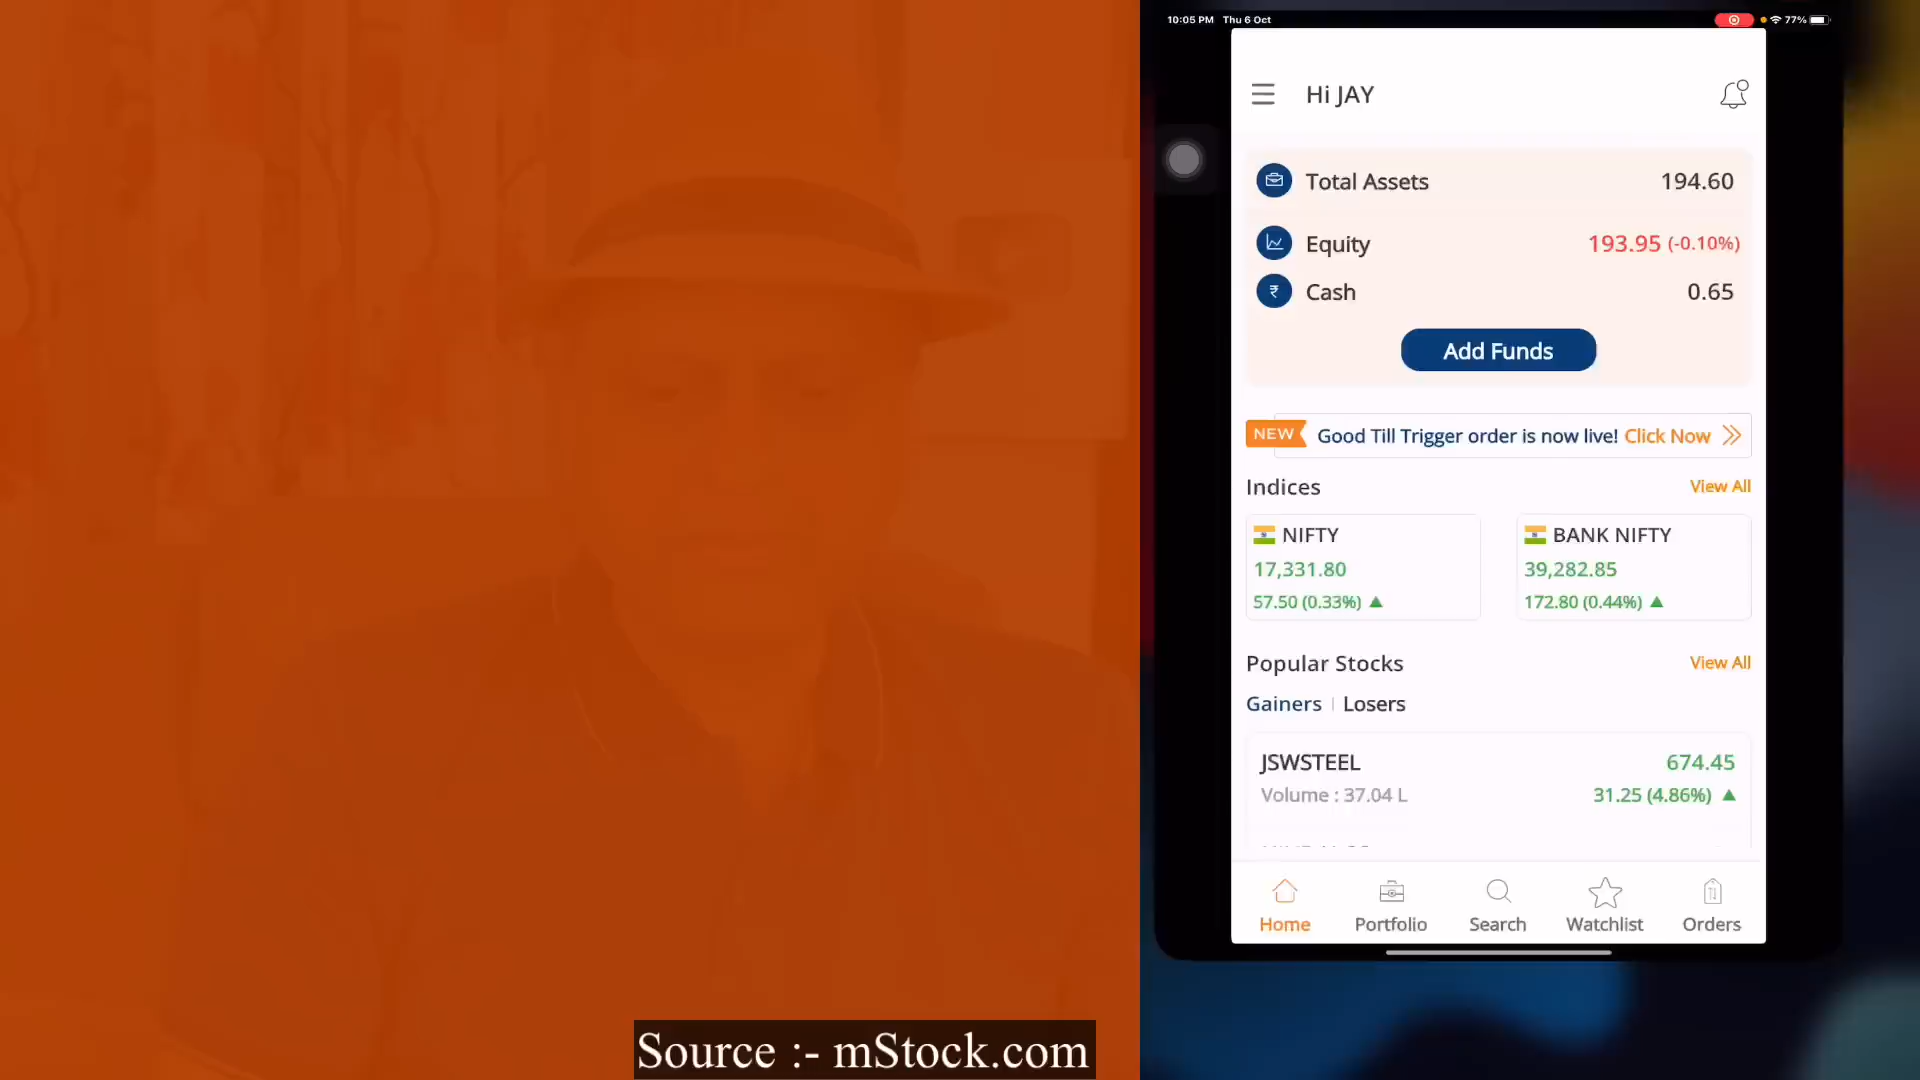 10:05 PM Thu 6 Oct
77%
Hi JAY
Total Assets 194.60
Equity 193.95 (-0.10%)
₹ Cash 0.65
Add Funds
NEW Good Till Trigger order is now live! Click Now
Indices View All
NIFTY BANK NIFTY
17,331.80 39,282.85
57.50 (0.33%) ▲ 172.80 (0.44%) ▲
Popular Stocks View All
Gainers | Losers
JSWSTEEL 674.45
Volume : 37.04 L 31.25 (4.86%) ▲
Home Portfolio Search Watchlist Orders
Source :- mStock.com